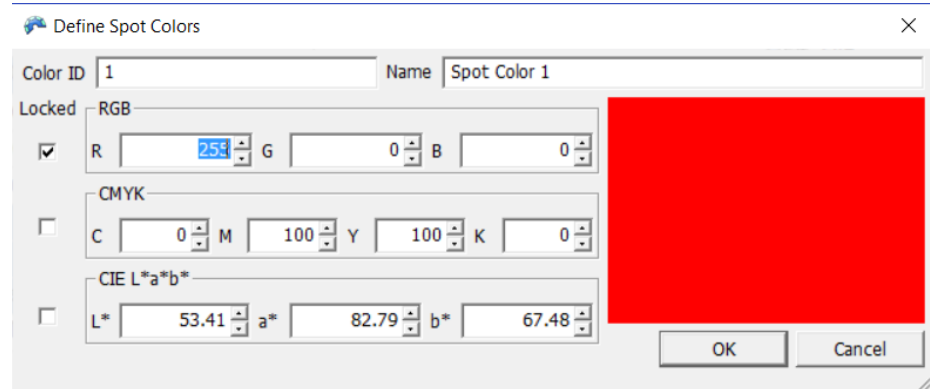 Define Spot Colors
Color ID 1 Name Spot Color 1
Locked RGB
R 255 G 0 B 0
CMYK
C 0 M 100 Y 100 K 0
CIE L*a*b*
L* 53.41 a* 82.79 b* 67.48
OK Cancel